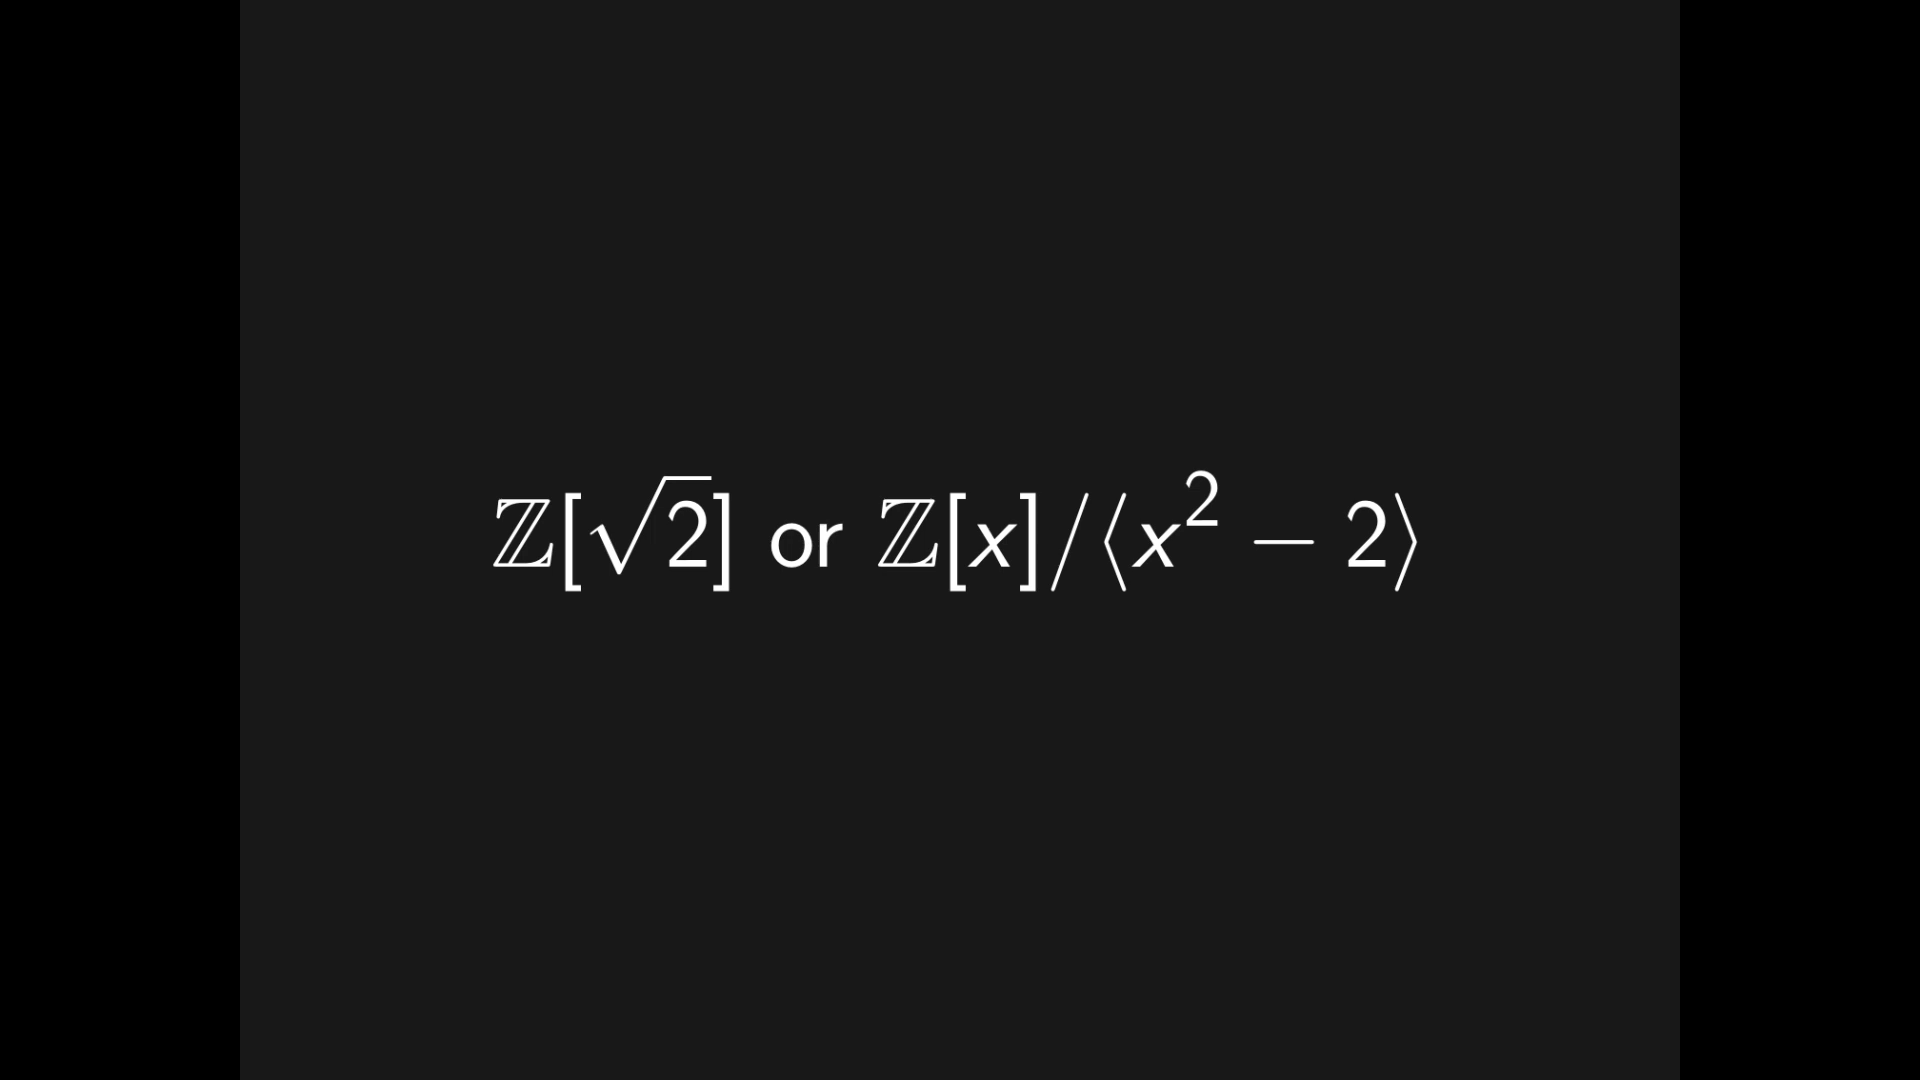 ℤ[√2] or ℤ[x]/⟨x² − 2⟩